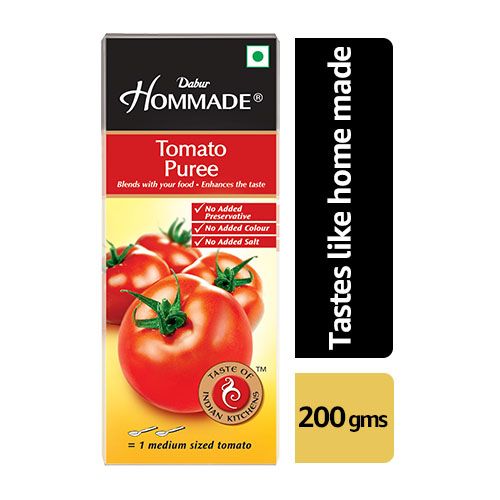 Dabur
HOMMADE®
Tomato
Puree
Blends with your food • Enhances the taste
✓ No Added
Preservative
✓ No Added Colour
✓ No Added Salt
TASTE OF
INDIAN KITCHENS
TM
= 1 medium sized tomato
Tastes like home made
200 gms